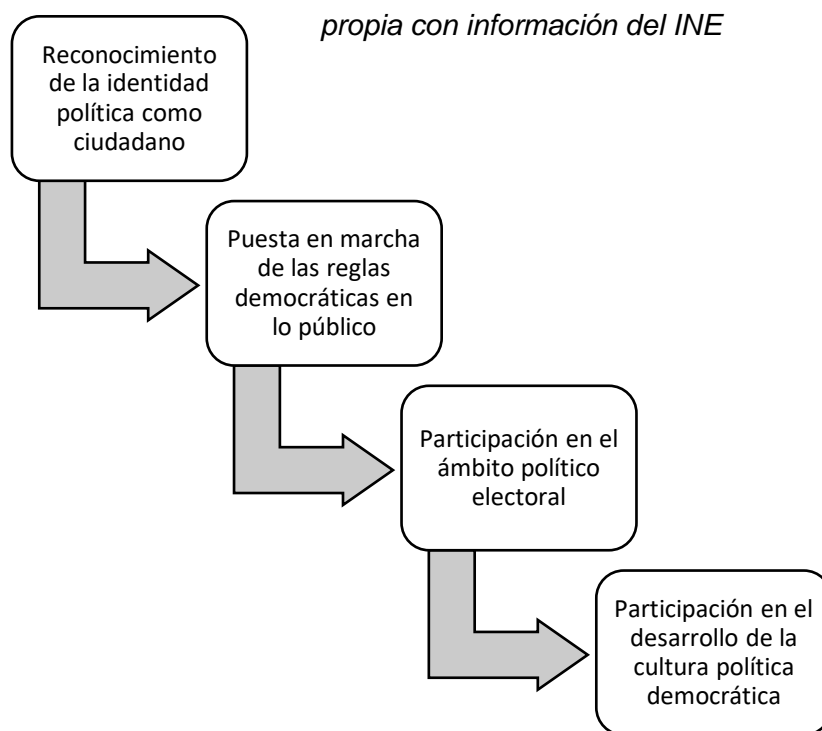 propia con información del INE
Reconocimiento
de la identidad
política como
ciudadano
Puesta en marcha
de las reglas
democráticas en
lo público
Participación en el
ámbito político
electoral
Participación en el
desarrollo de la
cultura política
democrática